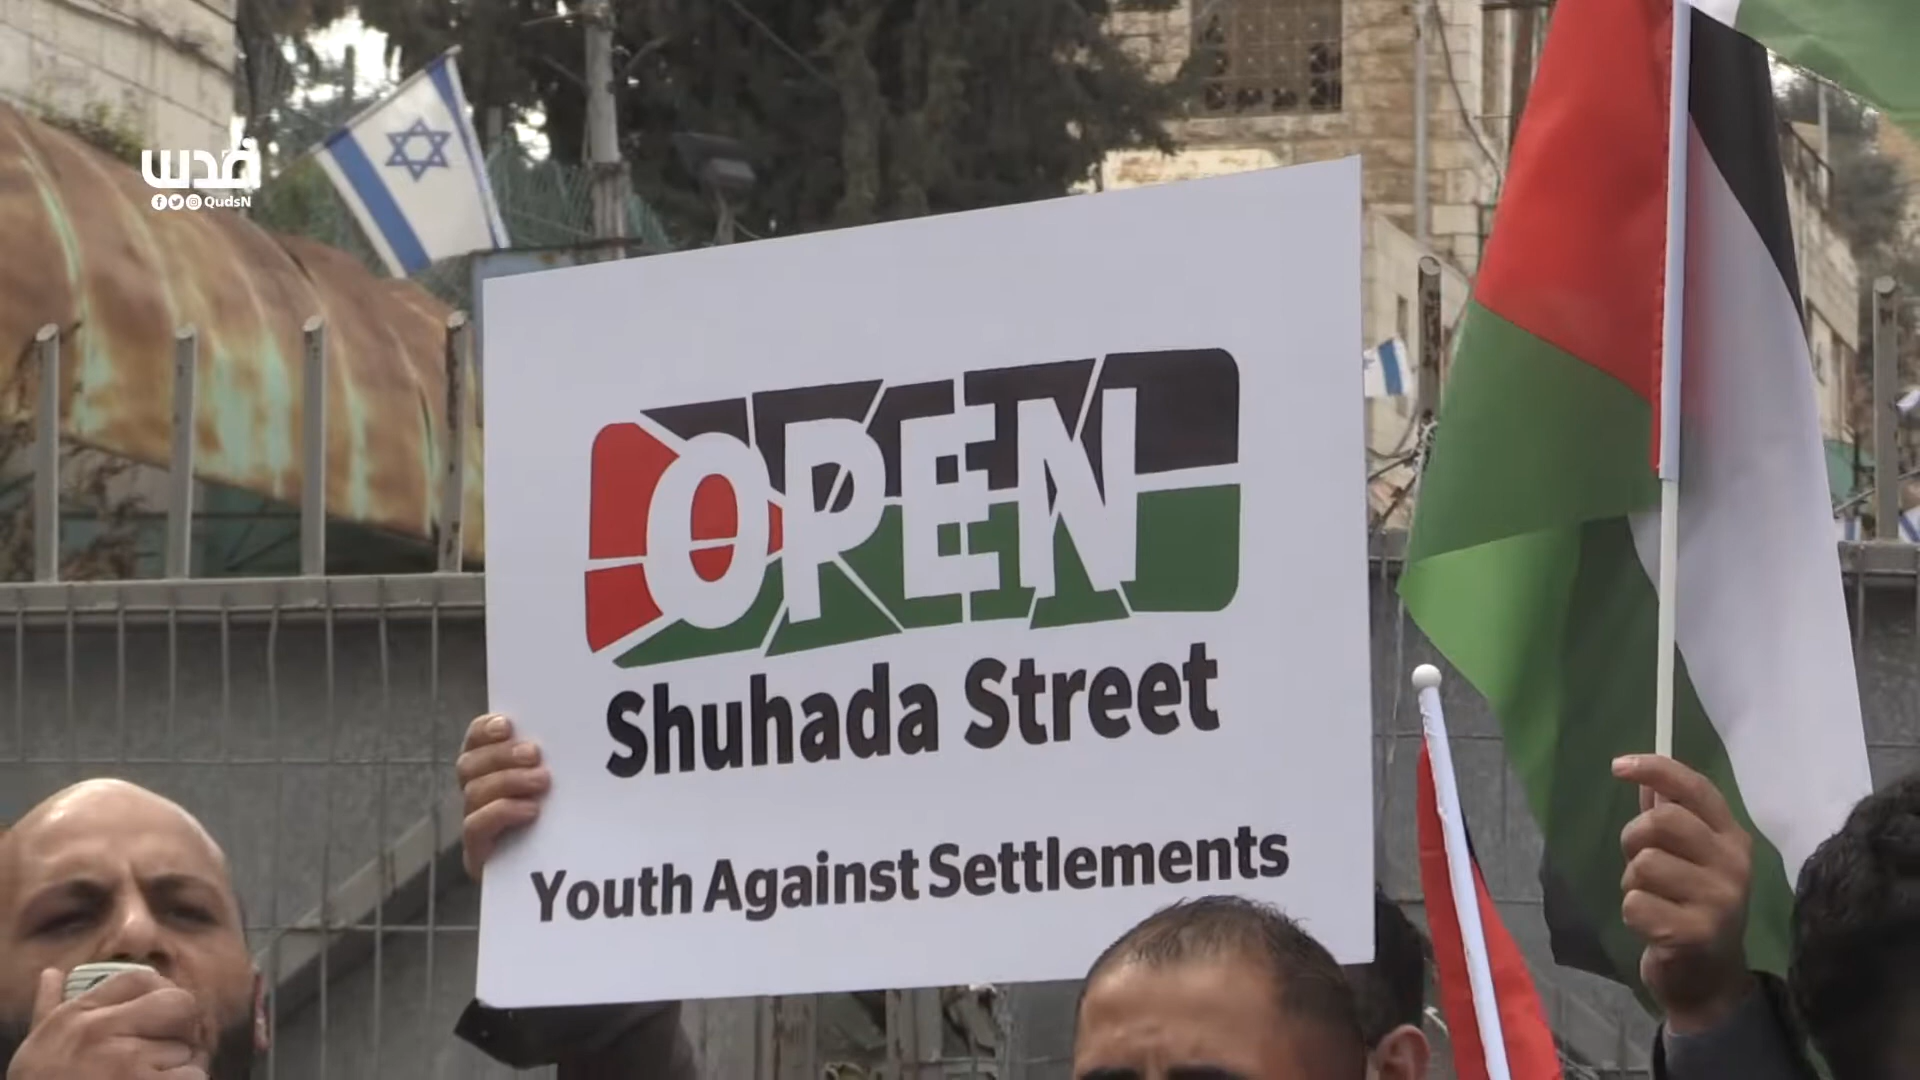 قدس
QudsN
OPEN
Shuhada Street
Youth Against Settlements